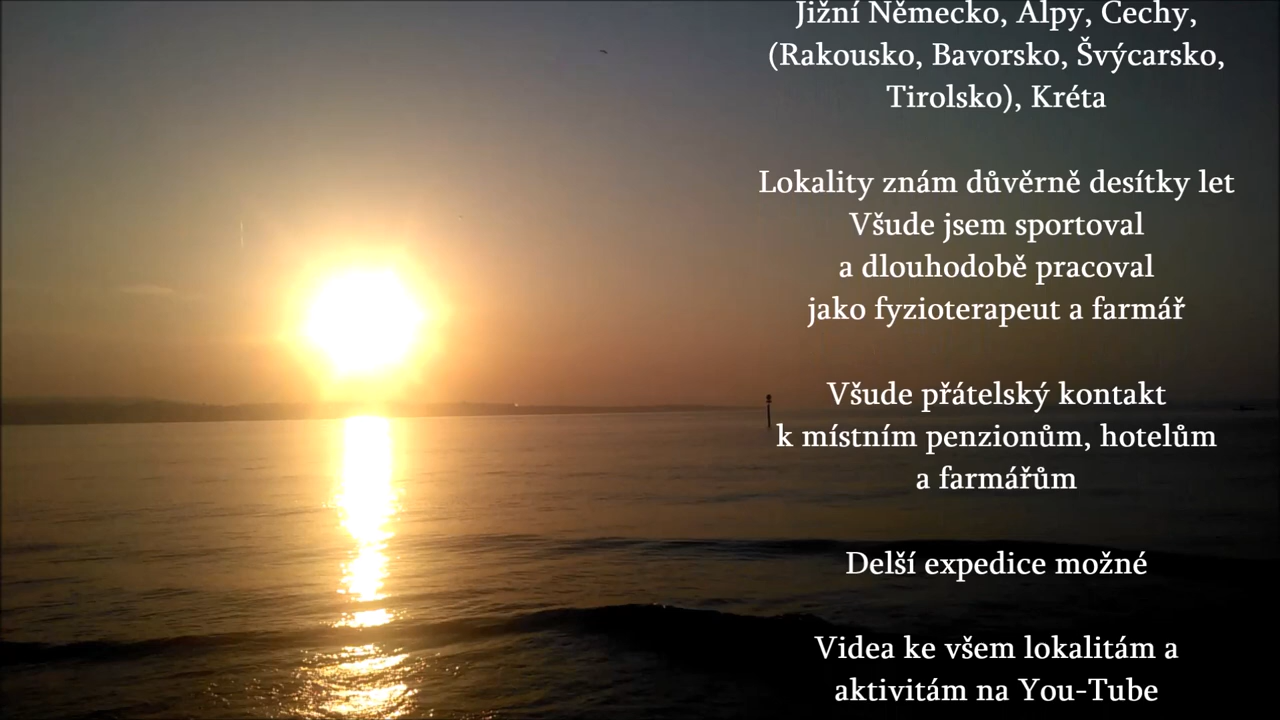 Jižní Německo, Alpy, Čechy,
(Rakousko, Bavorsko, Švýcarsko,
Tirolsko), Kréta
Lokality znám důvěrně desítky let
Všude jsem sportoval
a dlouhodobě pracoval
jako fyzioterapeut a farmář
Všude přátelský kontakt
k místním penzionům, hotelům
a farmářům
Delší expedice možné
Videa ke všem lokalitám a
aktivitám na You-Tube